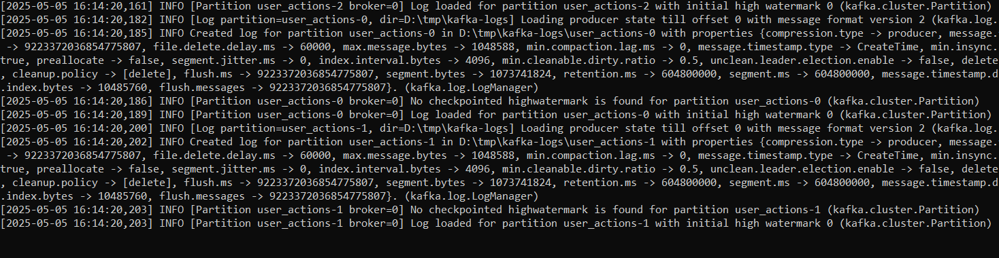 [2025-05-05 16:14:20,161] INFO [Partition user_actions-2 broker=0] Log loaded for partition user_actions-2 with initial high watermark 0 (kafka.cluster.Partition)
[2025-05-05 16:14:20,182] INFO [Log partition=user_actions-0, dir=D:\tmp\kafka-logs] Loading producer state till offset 0 with message format version 2 (kafka.log.
[2025-05-05 16:14:20,185] INFO Created log for partition user_actions-0 in D:\tmp\kafka-logs\user_actions-0 with properties {compression.type -> producer, message.
-> 9223372036854775807, file.delete.delay.ms -> 60000, max.message.bytes -> 1048588, min.compaction.lag.ms -> 0, message.timestamp.type -> CreateTime, min.insync.
true, preallocate -> false, segment.jitter.ms -> 0, index.interval.bytes -> 4096, min.cleanable.dirty.ratio -> 0.5, unclean.leader.election.enable -> false, delete
, cleanup.policy -> [delete], flush.ms -> 9223372036854775807, segment.bytes -> 1073741824, retention.ms -> 604800000, segment.ms -> 604800000, message.timestamp.d
.index.bytes -> 10485760, flush.messages -> 9223372036854775807}. (kafka.log.LogManager)
[2025-05-05 16:14:20,186] INFO [Partition user_actions-0 broker=0] No checkpointed highwatermark is found for partition user_actions-0 (kafka.cluster.Partition)
[2025-05-05 16:14:20,189] INFO [Partition user_actions-0 broker=0] Log loaded for partition user_actions-0 with initial high watermark 0 (kafka.cluster.Partition)
[2025-05-05 16:14:20,200] INFO [Log partition=user_actions-1, dir=D:\tmp\kafka-logs] Loading producer state till offset 0 with message format version 2 (kafka.log.
[2025-05-05 16:14:20,202] INFO Created log for partition user_actions-1 in D:\tmp\kafka-logs\user_actions-1 with properties {compression.type -> producer, message.
-> 9223372036854775807, file.delete.delay.ms -> 60000, max.message.bytes -> 1048588, min.compaction.lag.ms -> 0, message.timestamp.type -> CreateTime, min.insync.
true, preallocate -> false, segment.jitter.ms -> 0, index.interval.bytes -> 4096, min.cleanable.dirty.ratio -> 0.5, unclean.leader.election.enable -> false, delete
, cleanup.policy -> [delete], flush.ms -> 9223372036854775807, segment.bytes -> 1073741824, retention.ms -> 604800000, segment.ms -> 604800000, message.timestamp.d
.index.bytes -> 10485760, flush.messages -> 9223372036854775807}. (kafka.log.LogManager)
[2025-05-05 16:14:20,203] INFO [Partition user_actions-1 broker=0] No checkpointed highwatermark is found for partition user_actions-1 (kafka.cluster.Partition)
[2025-05-05 16:14:20,203] INFO [Partition user_actions-1 broker=0] Log loaded for partition user_actions-1 with initial high watermark 0 (kafka.cluster.Partition)